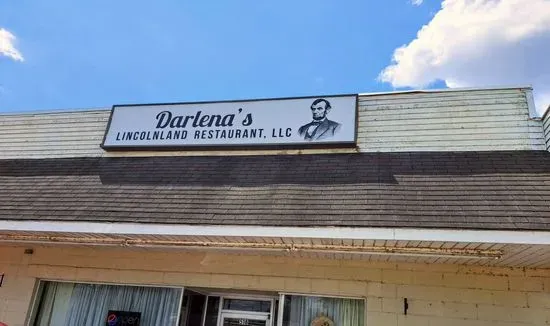 Darlena's
LINCOLNLAND RESTAURANT, LLC